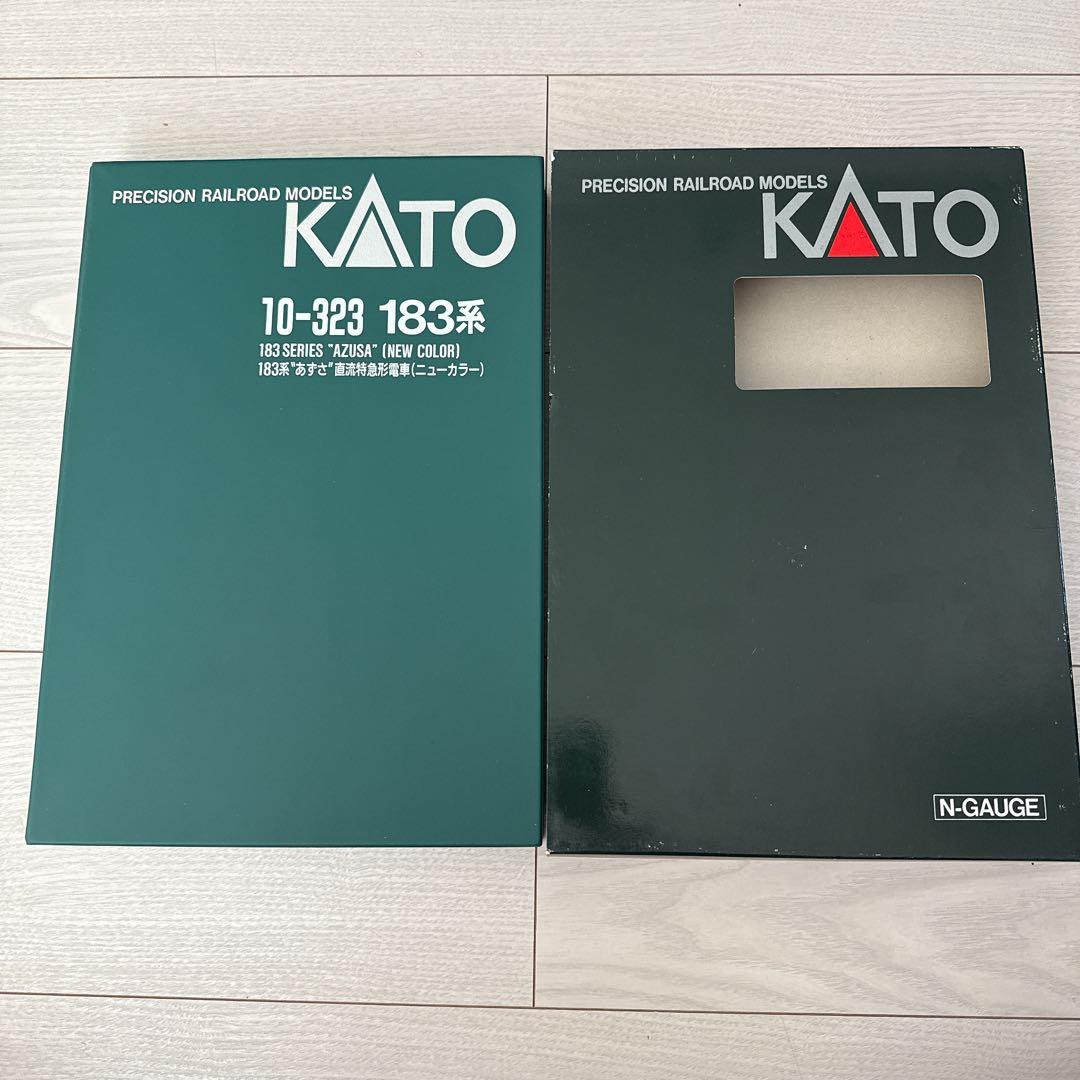 PRECISION RAILROAD MODELS
KATO
10-323 183系
183 SERIES "AZUSA" (NEW COLOR)
183系"あずさ"直流特急形電車(ニューカラー)
PRECISION RAILROAD MODELS
KATO
N-GAUGE